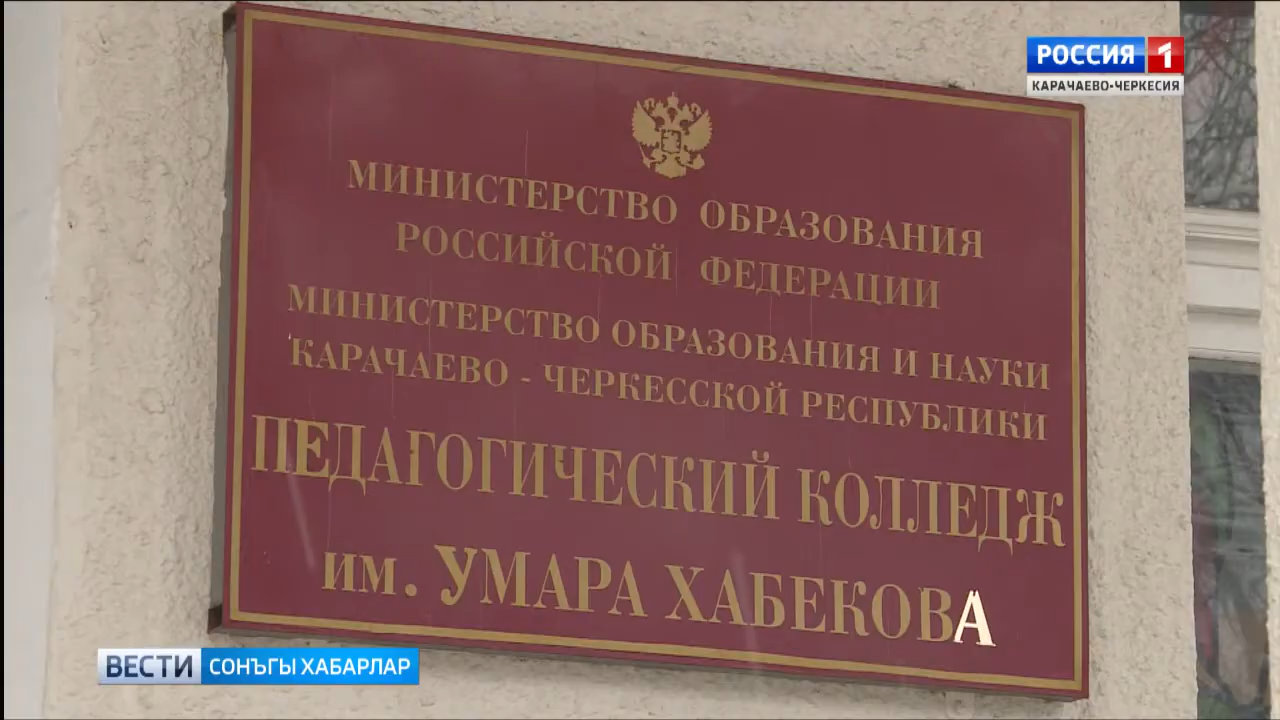 РОССИЯ 1
КАРАЧАЕВО-ЧЕРКЕСИЯ
МИНИСТЕРСТВО ОБРАЗОВАНИЯ
РОССИЙСКОЙ ФЕДЕРАЦИИ
МИНИСТЕРСТВО ОБРАЗОВАНИЯ И НАУКИ
КАРАЧАЕВО - ЧЕРКЕССКОЙ РЕСПУБЛИКИ
ПЕДАГОГИЧЕСКИЙ КОЛЛЕДЖ
им. УМАРА ХАБЕКОВА
ВЕСТИ СОНЪГЫ ХАБАРЛАР